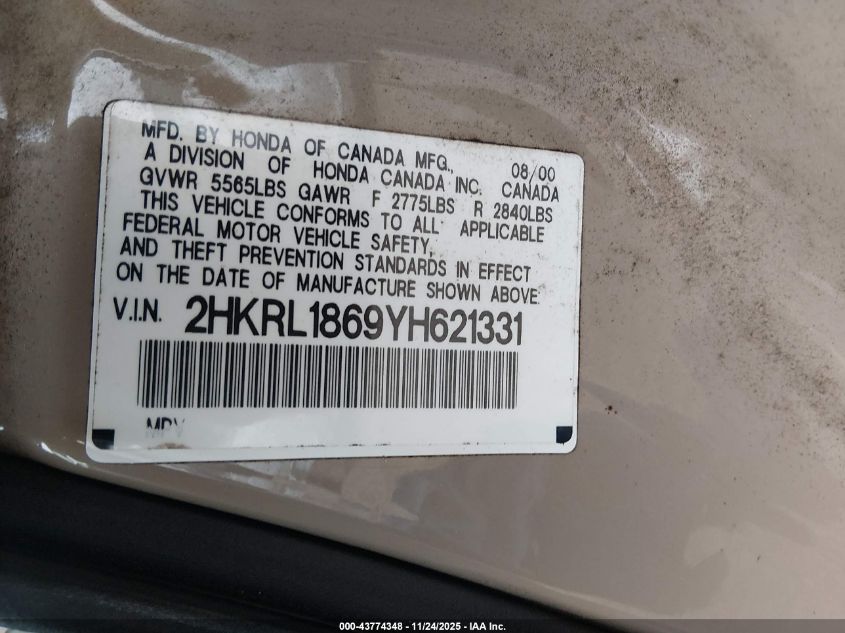 MFD. BY HONDA OF CANADA MFG., 08/00
A DIVISION OF HONDA CANADA INC. CANADA
GVWR 5565LBS GAWR F 2775LBS R 2840LBS
THIS VEHICLE CONFORMS TO ALL APPLICABLE
FEDERAL MOTOR VEHICLE SAFETY,
AND THEFT PREVENTION STANDARDS IN EFFECT
ON THE DATE OF MANUFACTURE SHOWN ABOVE.
V.I.N. 2HKRL1869YH621331
000-43774348 - 11/24/2025 - IAA Inc.